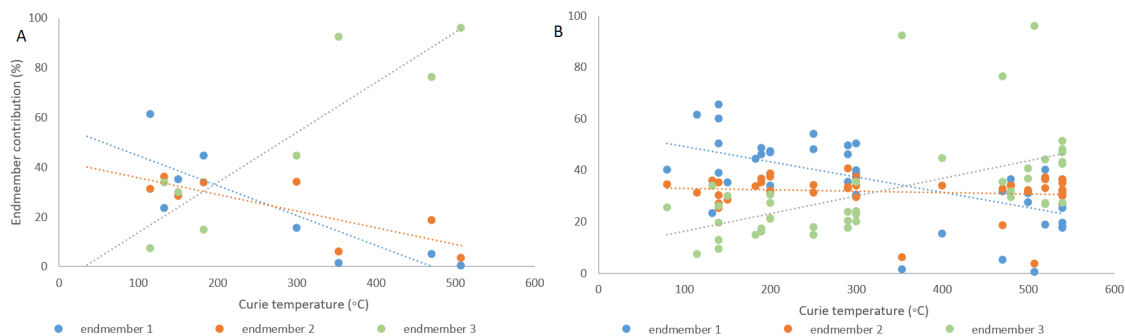 A
100
80
60
40
20
0
Endmember contribution (%)
0 100 200 300 400 500 600
Curie temperature (°C)
endmember 1 endmember 2 endmember 3
B
100
80
60
40
20
0
0 100 200 300 400 500 600
Curie temperature (°C)
endmember 1 endmember 2 endmember 3